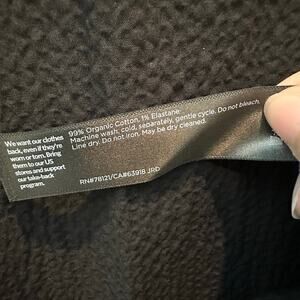 We want our clothes
back, even if they're
worn or torn. Bring
them to our US
stores and support
our take-back
program.
99% Organic Cotton, 1% Elastane.
Machine wash: cold, separately, gentle cycle. Do not bleach.
Line dry. Do not iron. May be dry cleaned.
RN#78121/CA#63918 JRD